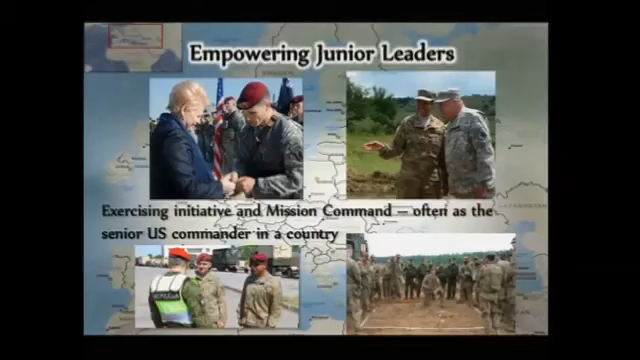 Empowering Junior Leaders
Exercising initiative and Mission Command – often as the
senior US commander in a country